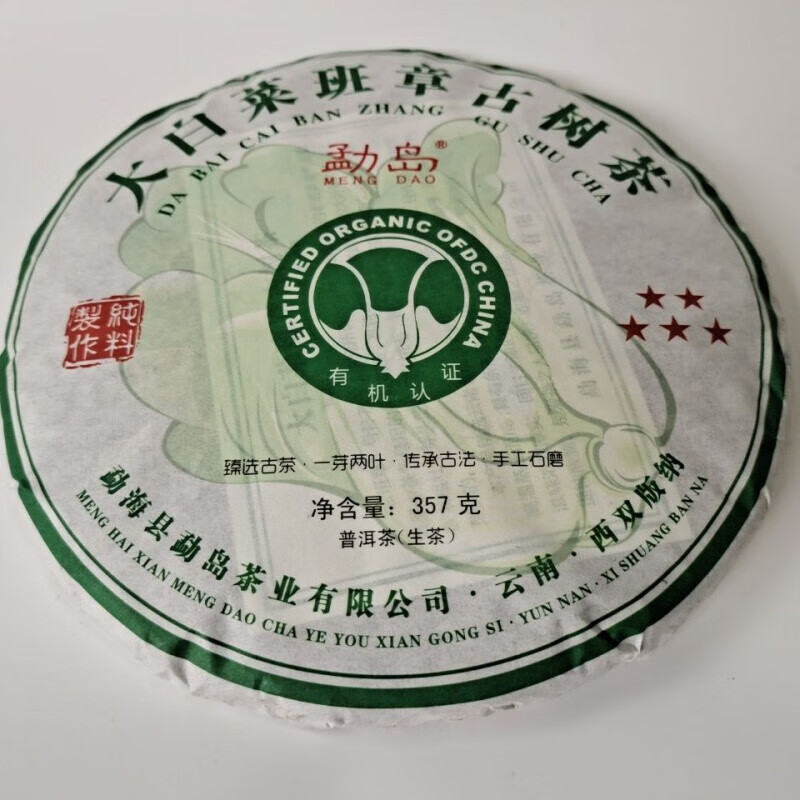 大白菜班章古树茶
DA BAI CAI BAN ZHANG GU SHU CHA
勐岛®
MENG DAO
CERTIFIED ORGANIC OFDC CHINA
有机认证
純料
製作
臻选古茶·一芽两叶·传承古法·手工石磨
净含量：357克
普洱茶(生茶)
勐海县勐岛茶业有限公司·云南·西双版纳
MENG HAI XIAN MENG DAO CHA YE YOU XIAN GONG SI · YUN NAN · XI SHUANG BAN NA